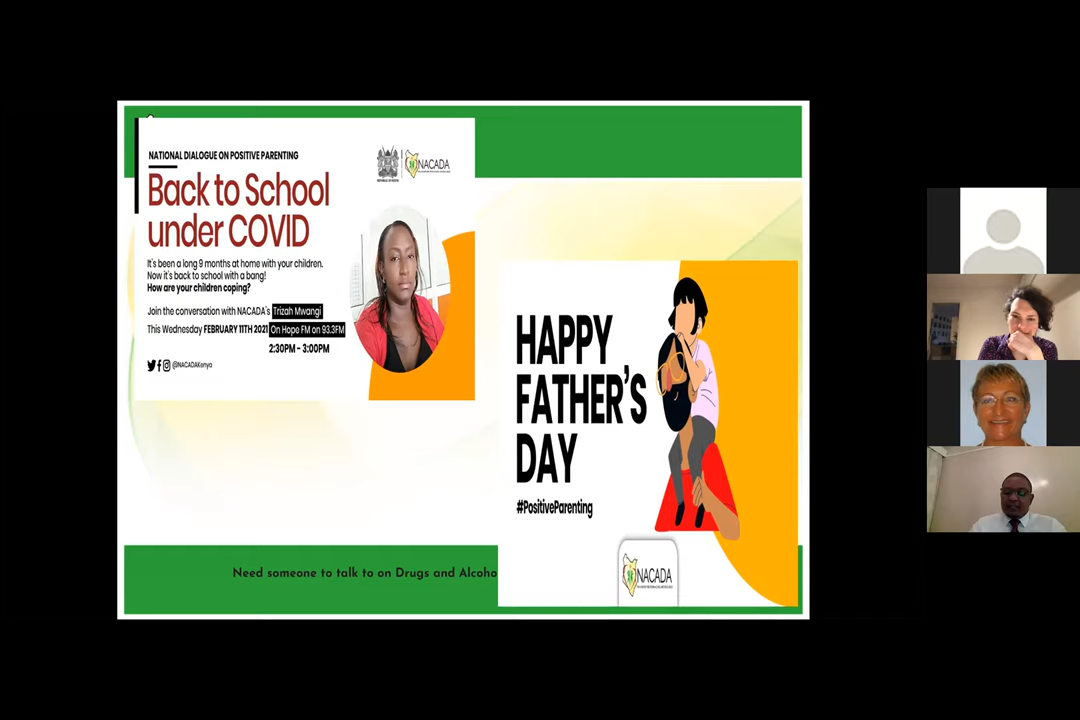 NATIONAL DIALOGUE ON POSITIVE PARENTING
REPUBLIC OF KENYA
NACADA
Back to School
under COVID
It's been a long 9 months at home with your children.
Now it's back to school with a bang!
How are your children coping?
Join the conversation with NACADA's Trizah Mwangi
This Wednesday FEBRUARY 11TH 2021 On Hope FM on 93.3FM
2:30PM - 3:00PM
@NACADAKenya
HAPPY
FATHER'S
DAY
#PositiveParenting
NACADA
Need someone to talk to on Drugs and Alcoho